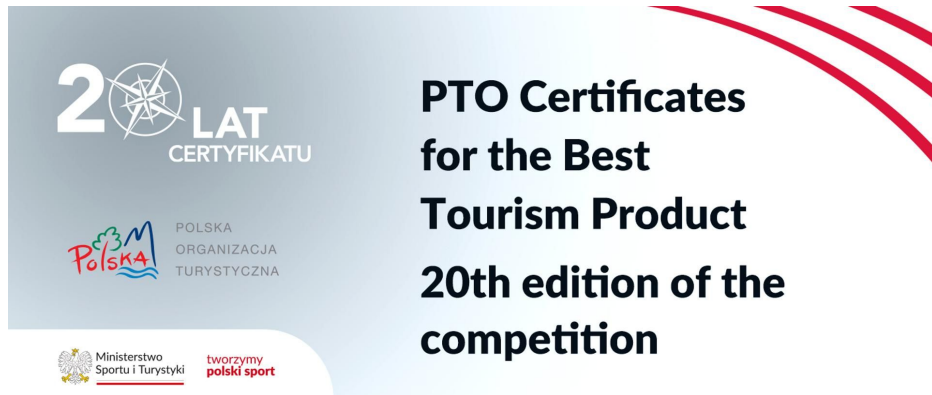 20 LAT
CERTYFIKATU
POLSKA
ORGANIZACJA
TURYSTYCZNA
Polska
Ministerstwo
Sportu i Turystyki
tworzymy
polski sport
PTO Certificates
for the Best
Tourism Product
20th edition of the
competition